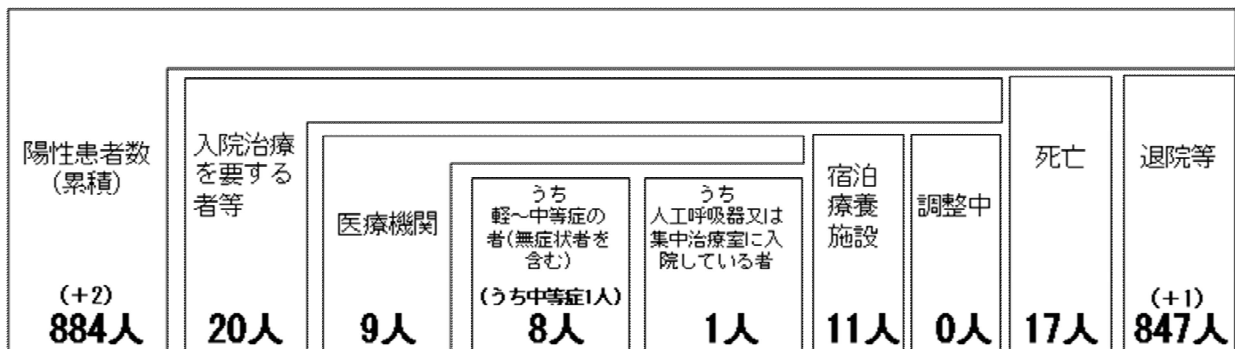 陽性患者数
(累積)
(+2)
884人
入院治療
を要する
者等
20人
医療機関
9人
うち
軽～中等症の
者(無症状者を
含む)
(うち中等症1人)
8人
うち
人工呼吸器又は
集中治療室に入
院している者
1人
宿泊
療養
施設
11人
調整中
0人
死亡
17人
退院等
(+1)
847人